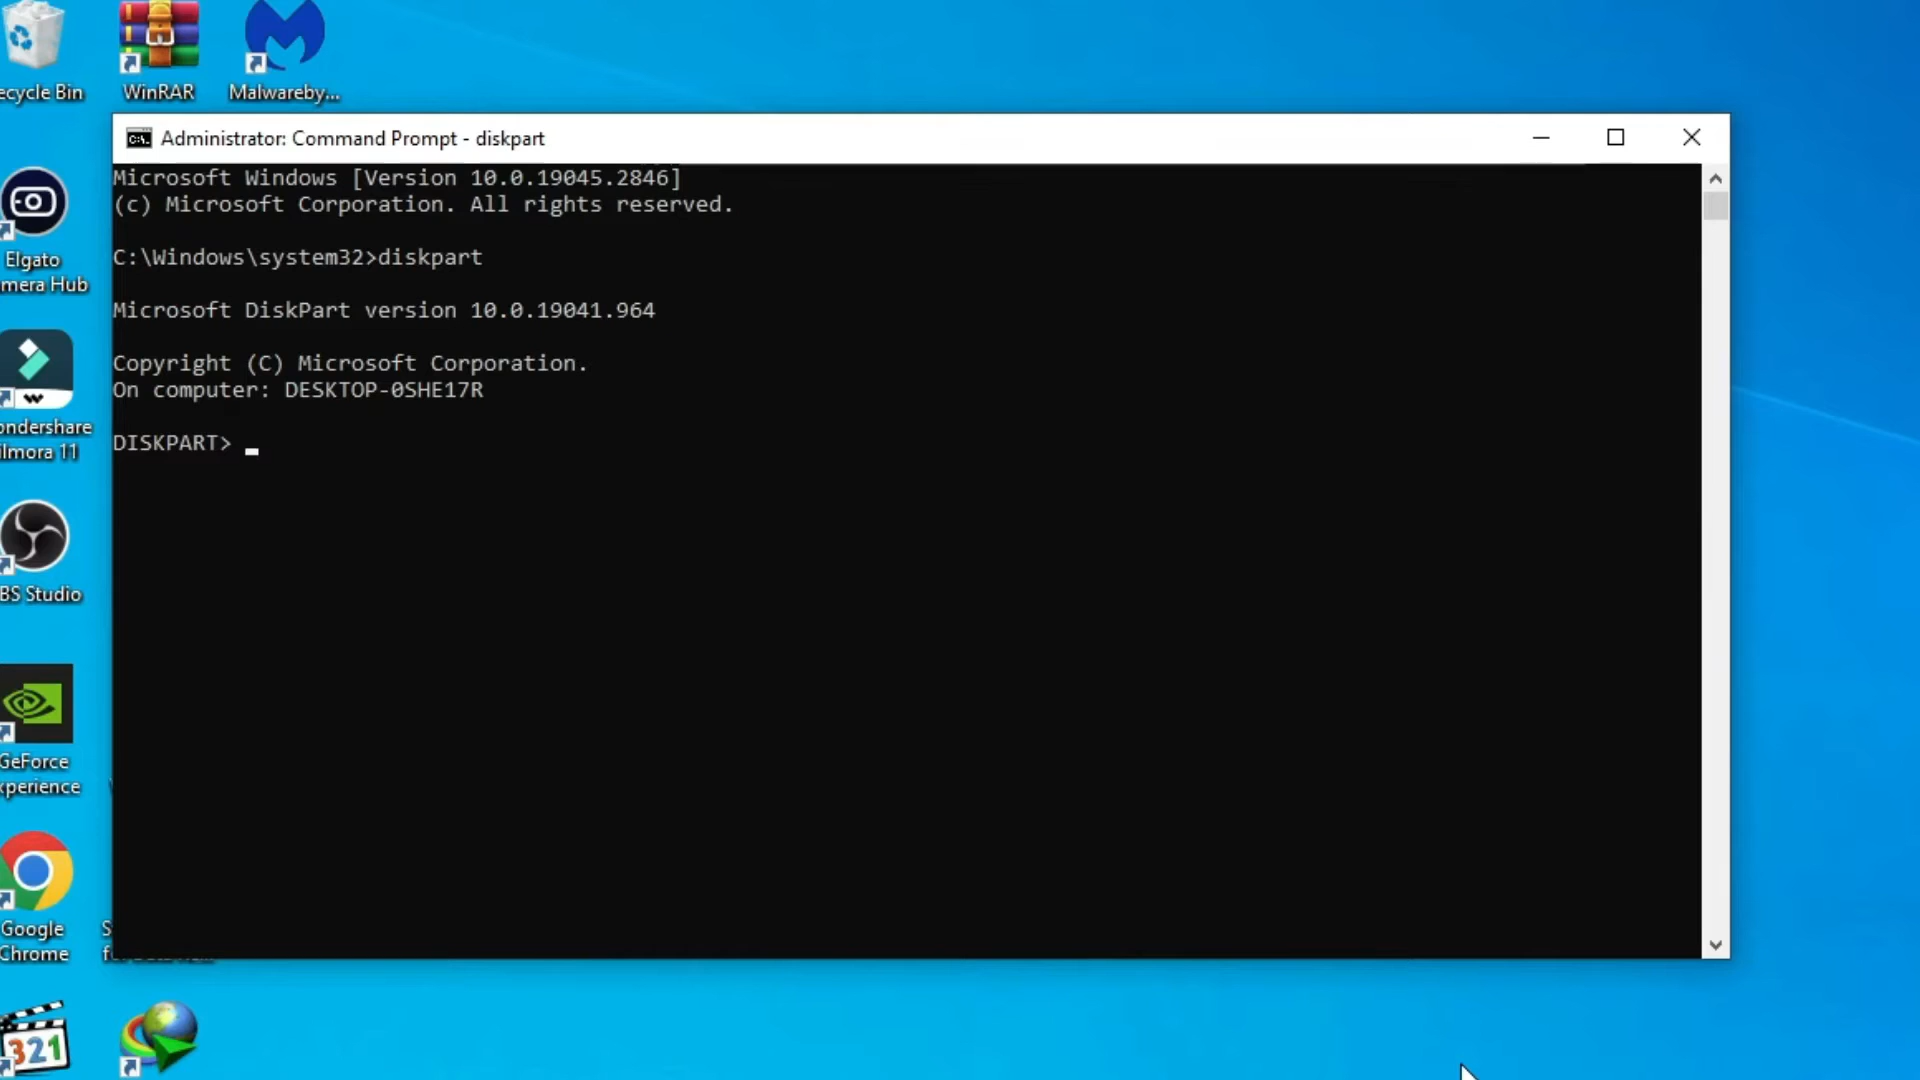 ecycle Bin
WinRAR
Malwareby...
Administrator: Command Prompt - diskpart
Microsoft Windows [Version 10.0.19045.2846]
(c) Microsoft Corporation. All rights reserved.
C:\Windows\system32>diskpart
Microsoft DiskPart version 10.0.19041.964
Copyright (C) Microsoft Corporation.
On computer: DESKTOP-0SHE17R
DISKPART>
Elgato
mera Hub
ondershare
ilmora 11
BS Studio
GeForce
xperience
Google
Chrome
321